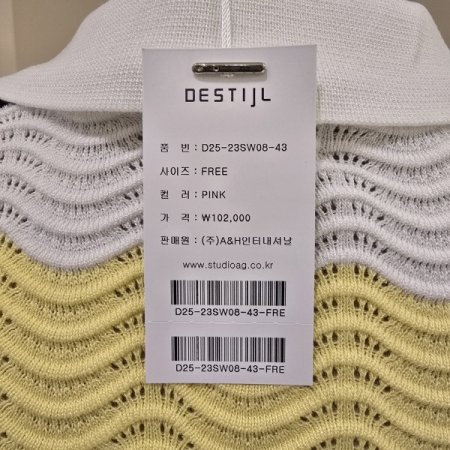 DESTIJL
품 번 : D25-23SW08-43
사이즈 : FREE
컬 러 : PINK
가 격 : ₩102,000
판매원 : (주)A&H인터내셔날
www.studioag.co.kr
D25-23SW08-43-FRE
D25-23SW08-43-FRE